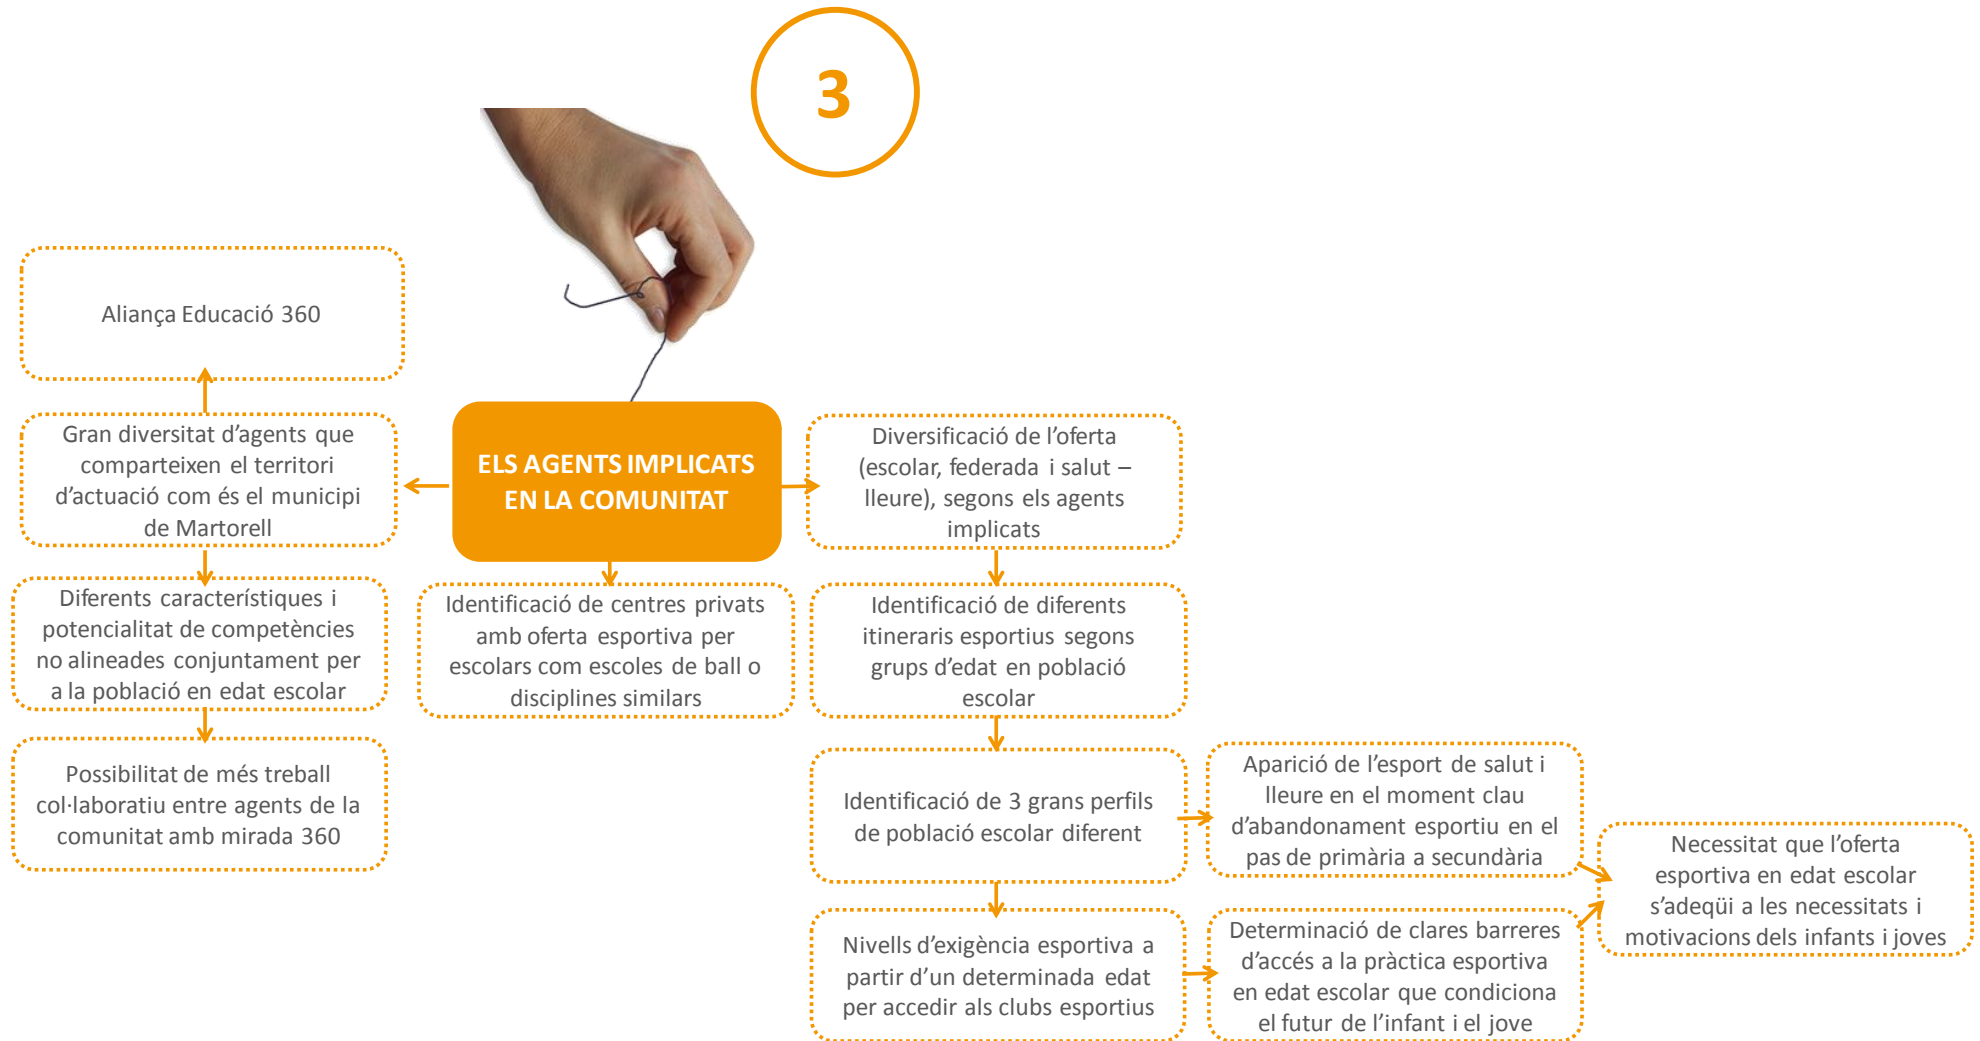 3
Aliança Educació 360
Gran diversitat d’agents que
comparteixen el territori
d’actuació com és el municipi
de Martorell
Diferents característiques i
potencialitat de competències
no alineades conjuntament per
a la població en edat escolar
Possibilitat de més treball
col·laboratiu entre agents de la
comunitat amb mirada 360
ELS AGENTS IMPLICATS
EN LA COMUNITAT
Identificació de centres privats
amb oferta esportiva per
escolars com escoles de ball o
disciplines similars
Diversificació de l’oferta
(escolar, federada i salut –
lleure), segons els agents
implicats
Identificació de diferents
itineraris esportius segons
grups d’edat en població
escolar
Identificació de 3 grans perfils
de població escolar diferent
Nivells d’exigència esportiva a
partir d’un determinada edat
per accedir als clubs esportius
Aparició de l’esport de salut i
lleure en el moment clau
d’abandonament esportiu en el
pas de primària a secundària
Determinació de clares barreres
d’accés a la pràctica esportiva
en edat escolar que condiciona
el futur de l’infant i el jove
Necessitat que l’oferta
esportiva en edat escolar
s’adeqüi a les necessitats i
motivacions dels infants i joves